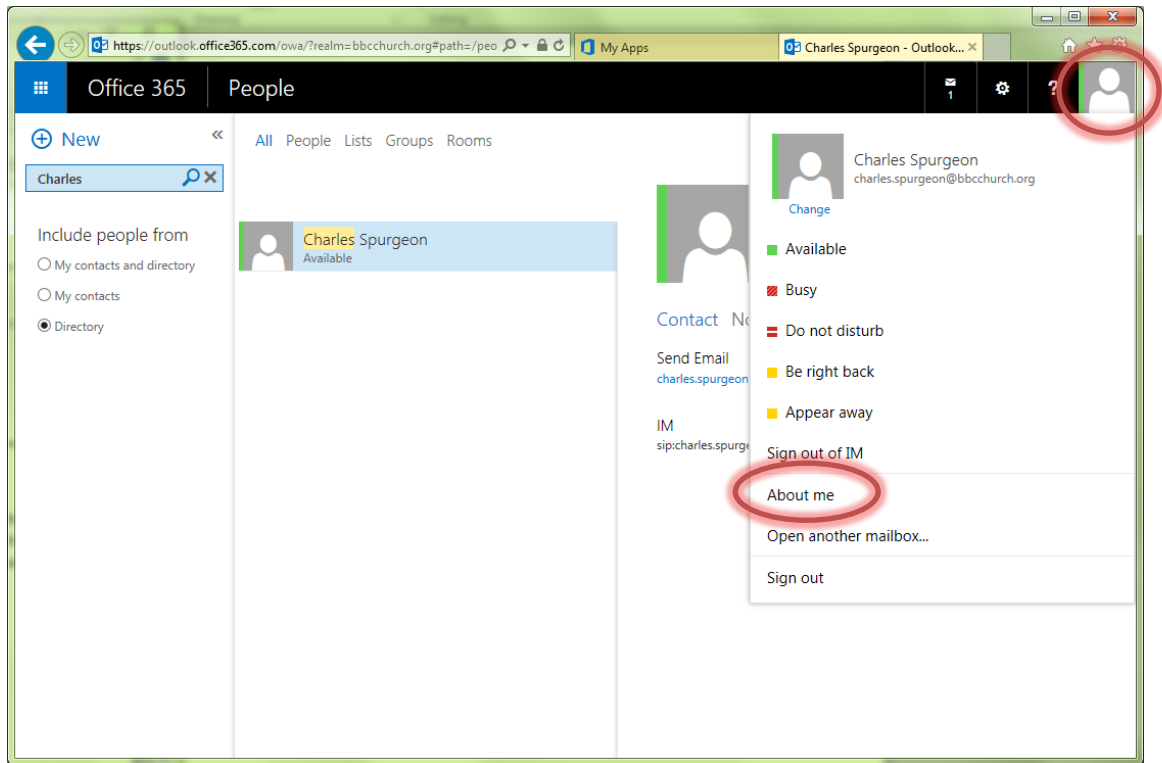 https://outlook.office365.com/owa/?realm=bbcchurch.org#path=/peo
My Apps
Charles Spurgeon - Outlook...
Office 365
People
1
?
New
Charles
Include people from
My contacts and directory
My contacts
Directory
All People Lists Groups Rooms
Charles Spurgeon
Available
Contact
Send Email
charles.spurgeon
IM
sip:charles.spurge
Charles Spurgeon
charles.spurgeon@bbcchurch.org
Change
Available
Busy
Do not disturb
Be right back
Appear away
Sign out of IM
About me
Open another mailbox...
Sign out